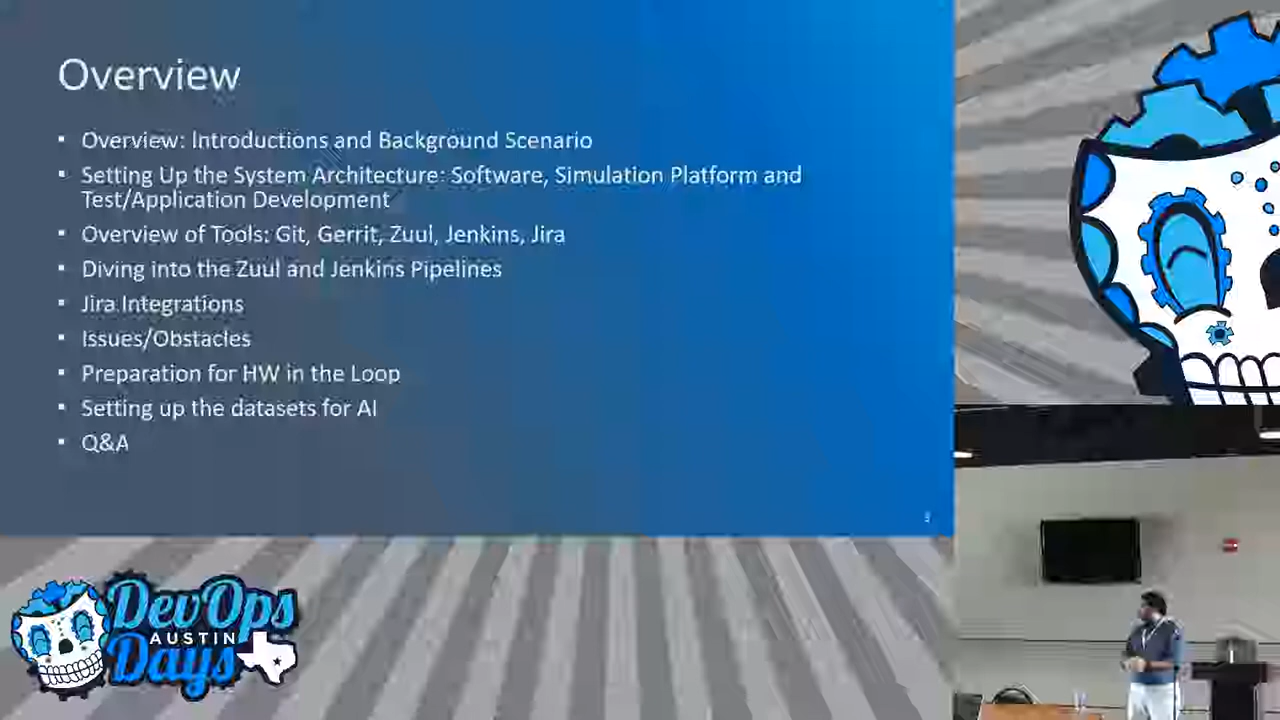 Overview
▪ Overview: Introductions and Background Scenario
▪ Setting Up the System Architecture: Software, Simulation Platform and
Test/Application Development
▪ Overview of Tools: Git, Gerrit, Zuul, Jenkins, Jira
▪ Diving into the Zuul and Jenkins Pipelines
▪ Jira Integrations
▪ Issues/Obstacles
▪ Preparation for HW in the Loop
▪ Setting up the datasets for AI
▪ Q&A
DevOps
AUSTIN
Days